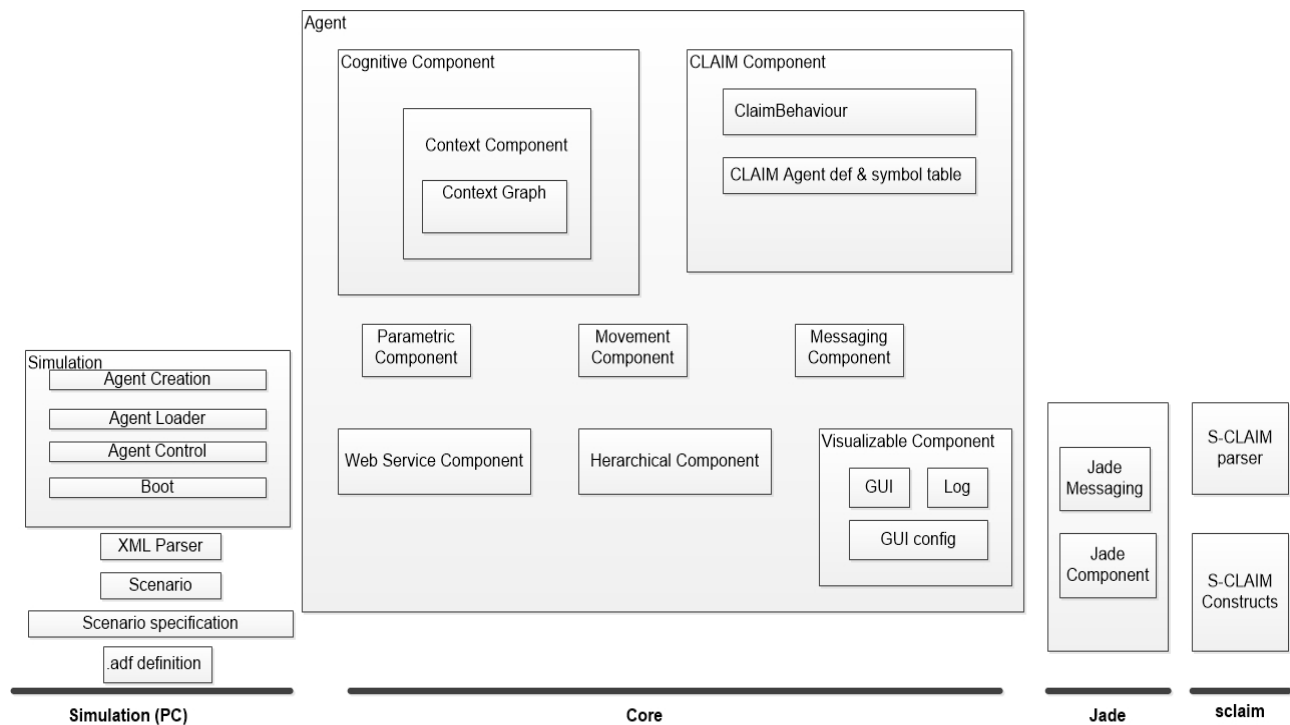 Agent
Cognitive Component
Context Component
Context Graph
CLAIM Component
ClaimBehaviour
CLAIM Agent def & symbol table
Parametric
Component
Movement
Component
Messaging
Component
Web Service Component
Herarchical Component
Visualizable Component
GUI
Log
GUI config
Simulation
Agent Creation
Agent Loader
Agent Control
Boot
XML Parser
Scenario
Scenario specification
.adf definition
Jade
Messaging
Jade
Component
S-CLAIM
parser
S-CLAIM
Constructs
Simulation (PC)
Core
Jade
sclaim